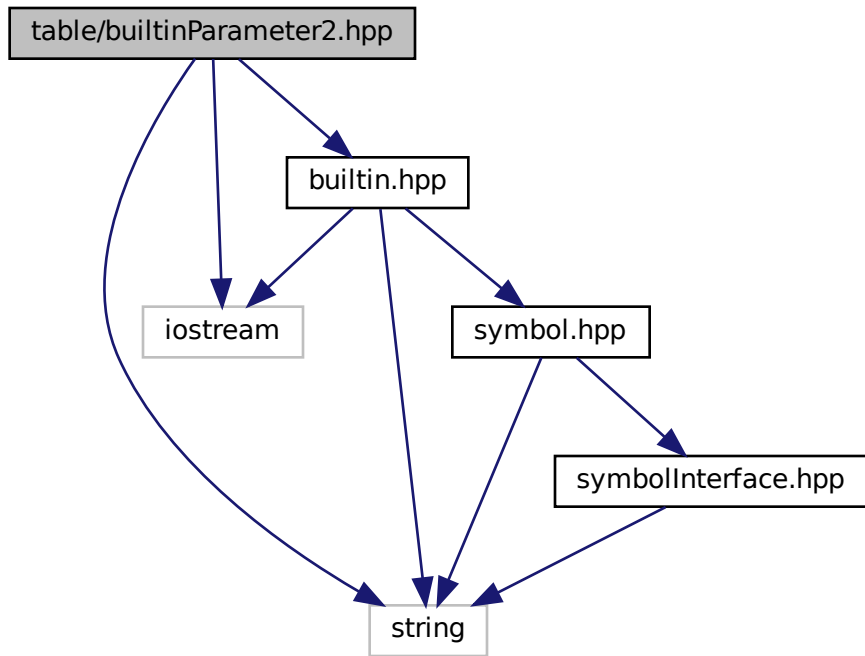 table/builtinParameter2.hpp
builtin.hpp
iostream
symbol.hpp
symbolInterface.hpp
string